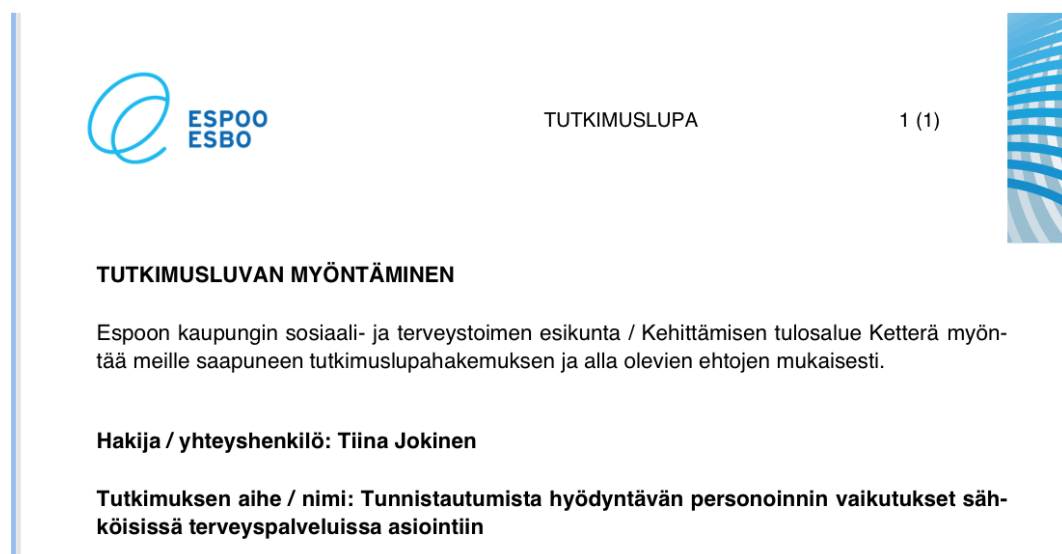 ESPOO
ESBO
TUTKIMUSLUPA 1 (1)
TUTKIMUSLUVAN MYÖNTÄMINEN
Espoon kaupungin sosiaali- ja terveystoimen esikunta / Kehittämisen tulosalue Ketterä myön-
tää meille saapuneen tutkimuslupahakemuksen ja alla olevien ehtojen mukaisesti.
Hakija / yhteyshenkilö: Tiina Jokinen
Tutkimuksen aihe / nimi: Tunnistautumista hyödyntävän personoinnin vaikutukset säh-
köisissä terveyspalveluissa asiointiin